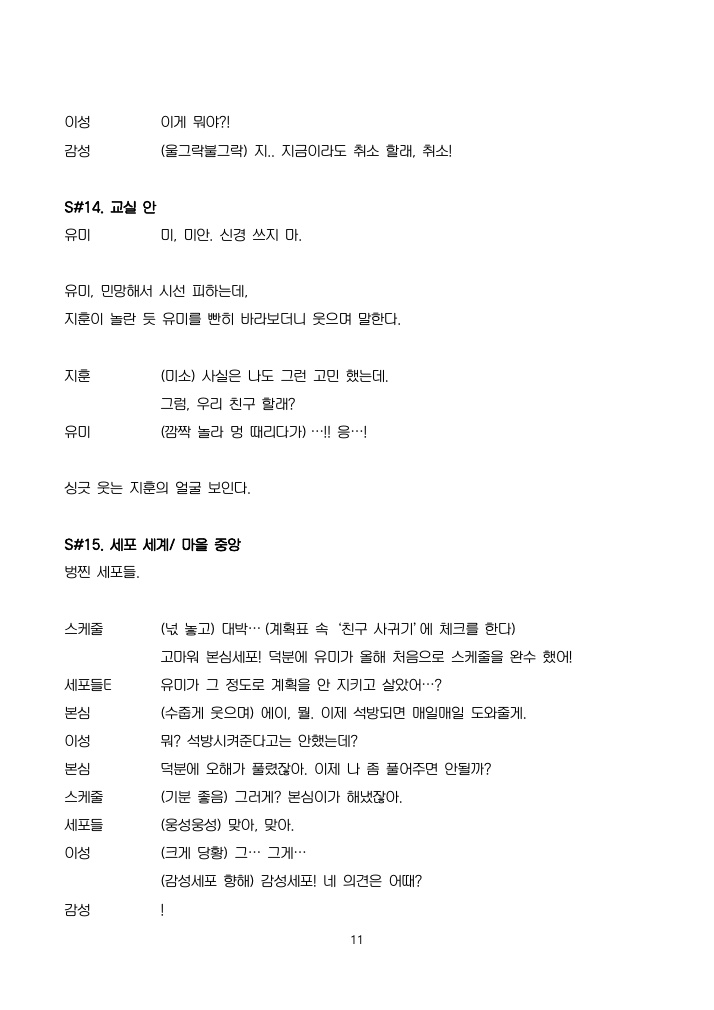 이성 이게 뭐야?!
감성 (울그락불그락) 지.. 지금이라도 취소 할래, 취소!
S#14. 교실 안
유미 미, 미안. 신경 쓰지 마.
유미, 민망해서 시선 피하는데,
지훈이 놀란 듯 유미를 빤히 바라보더니 웃으며 말한다.
지훈 (미소) 사실은 나도 그런 고민 했는데.
그럼, 우리 친구 할래?
유미 (깜짝 놀라 멍 때리다가) …!! 응…!
싱긋 웃는 지훈의 얼굴 보인다.
S#15. 세포 세계/ 마을 중앙
벙찐 세포들.
스케줄 (넋 놓고) 대박… (계획표 속 ‘친구 사귀기’에 체크를 한다)
고마워 본심세포! 덕분에 유미가 올해 처음으로 스케줄을 완수 했어!
세포들E 유미가 그 정도로 계획을 안 지키고 살았어…?
본심 (수줍게 웃으며) 에이, 뭘. 이제 석방되면 매일매일 도와줄게.
이성 뭐? 석방시켜준다고는 안했는데?
본심 덕분에 오해가 풀렸잖아. 이제 나 좀 풀어주면 안될까?
스케줄 (기분 좋음) 그러게? 본심이가 해냈잖아.
세포들 (웅성웅성) 맞아, 맞아.
이성 (크게 당황) 그… 그게…
(감성세포 향해) 감성세포! 네 의견은 어때?
감성 !
11